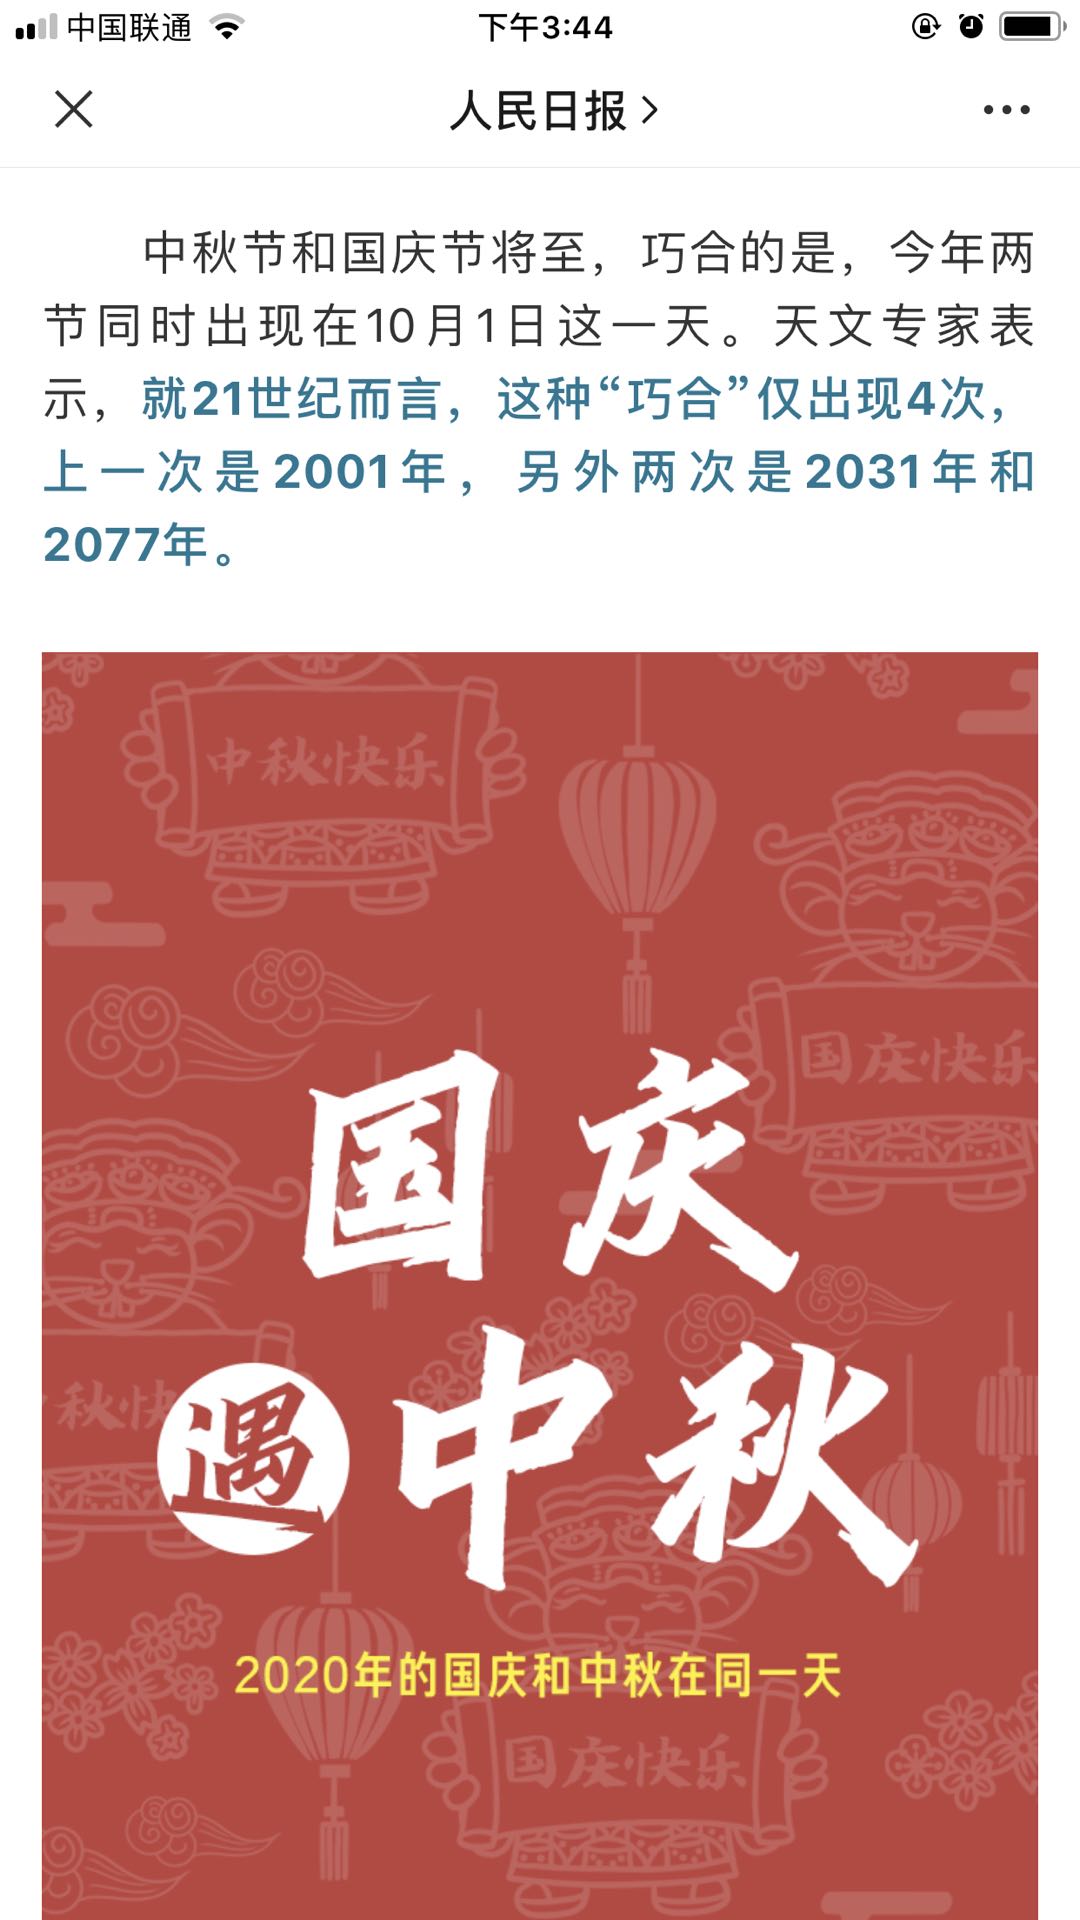 中国联通
下午3:44
人民日报
中秋节和国庆节将至，巧合的是，今年两
节同时出现在10月1日这一天。天文专家表
示，就21世纪而言，这种“巧合”仅出现4次，
上一次是2001年，另外两次是2031年和
2077年。
中秋快乐
国庆快乐
国庆
秋快
遇中秋
2020年的国庆和中秋在同一天
国庆快乐